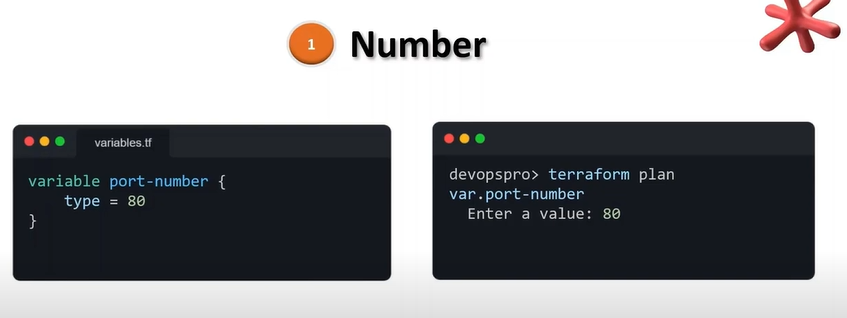 1 Number
variables.tf
variable port-number {
    type = 80
}
devopspro> terraform plan
var.port-number
  Enter a value: 80